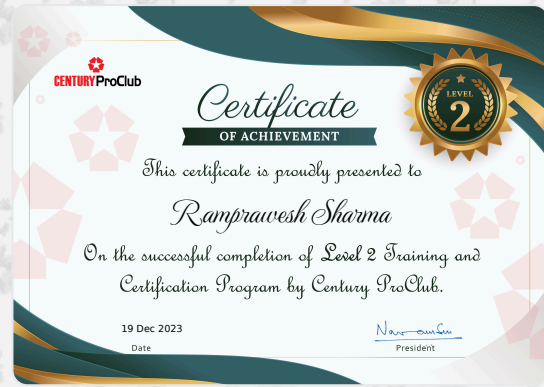 CENTURY ProClub
Certificate
OF ACHIEVEMENT
LEVEL
2
This certificate is proudly presented to
Ramprawesh Sharma
On the successful completion of Level 2 Training and
Certification Program by Century ProClub.
19 Dec 2023
Date
President